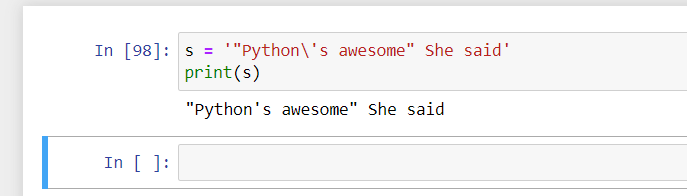 In [98]: s = '"Python\'s awesome" She said'
print(s)
"Python's awesome" She said
In [ ]: